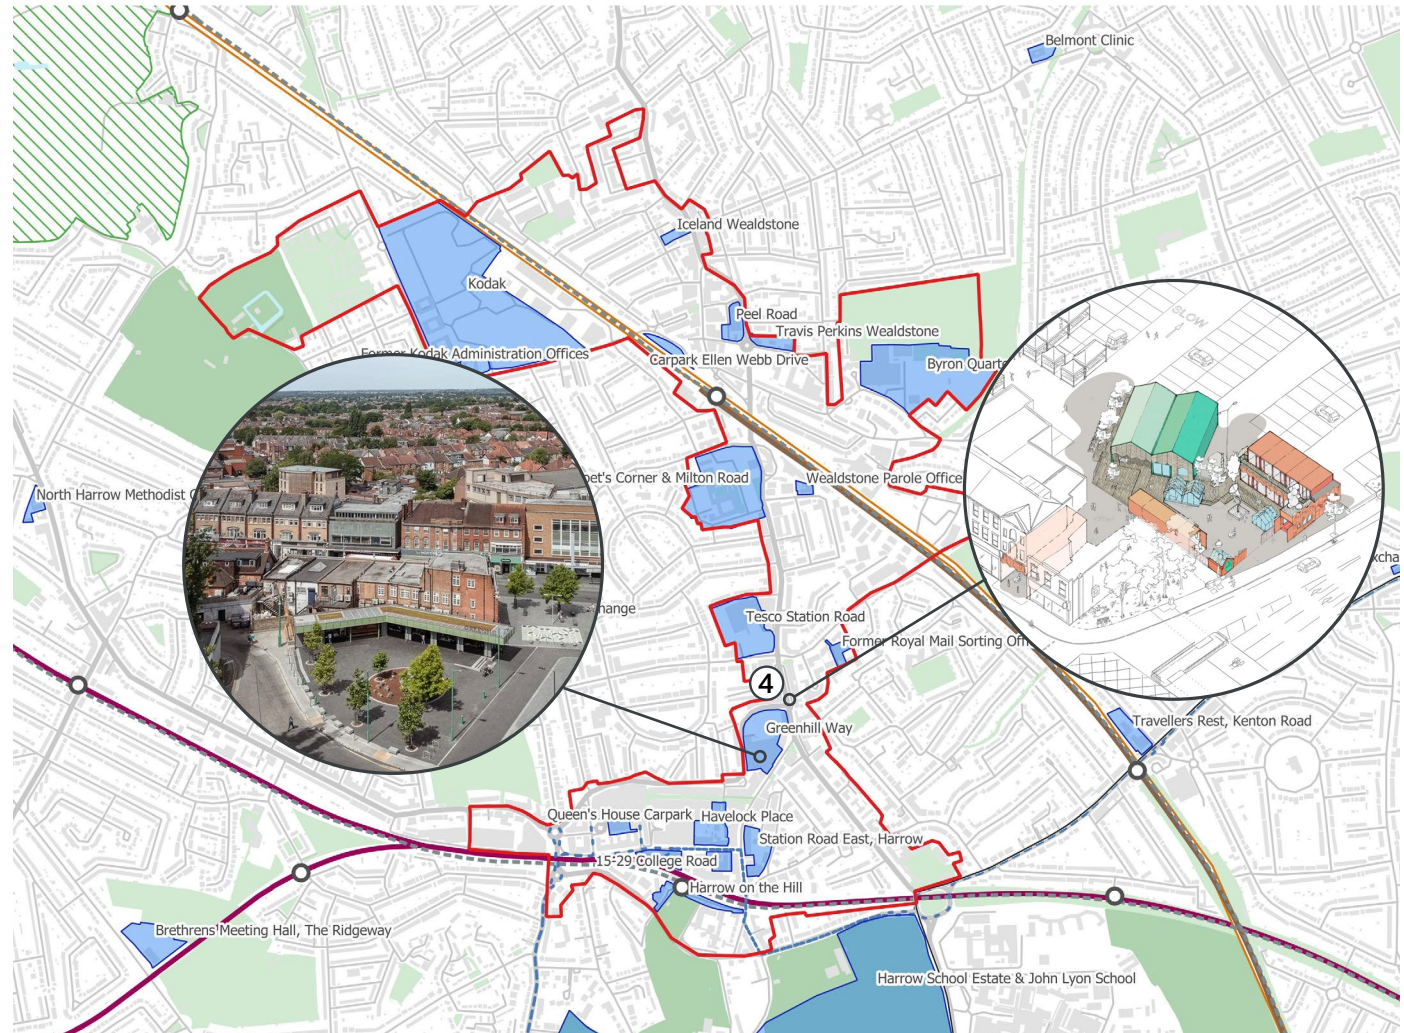 Belmont Clinic
Iceland Wealdstone
Kodak
Peel Road
Travis Perkins Wealdstone
SLOW
Former Kodak Administration Offices
Carpark Ellen Webb Drive
Byron Quarte
et's Corner & Milton Road
Wealdstone Parole Office
North Harrow Methodist C
xcha
hange
Tesco Station Road
Former Royal Mail Sorting Offi
4
Greenhill Way
Travellers Rest, Kenton Road
Queen's House Carpark
Havelock Place
Station Road East, Harrow
15-29 College Road
Harrow on the Hill
Brethrens Meeting Hall, The Ridgeway
Harrow School Estate & John Lyon School